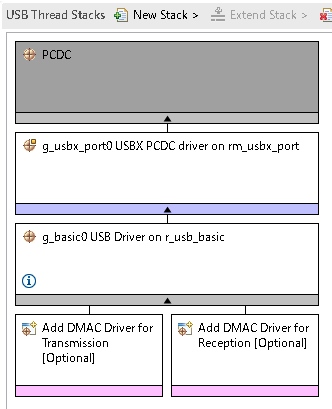 USB Thread Stacks New Stack > Extend Stack >
PCDC
g_usbx_port0 USBX PCDC driver on rm_usbx_port
g_basic0 USB Driver on r_usb_basic
Add DMAC Driver for
Transmission
[Optional]
Add DMAC Driver for
Reception [Optional]